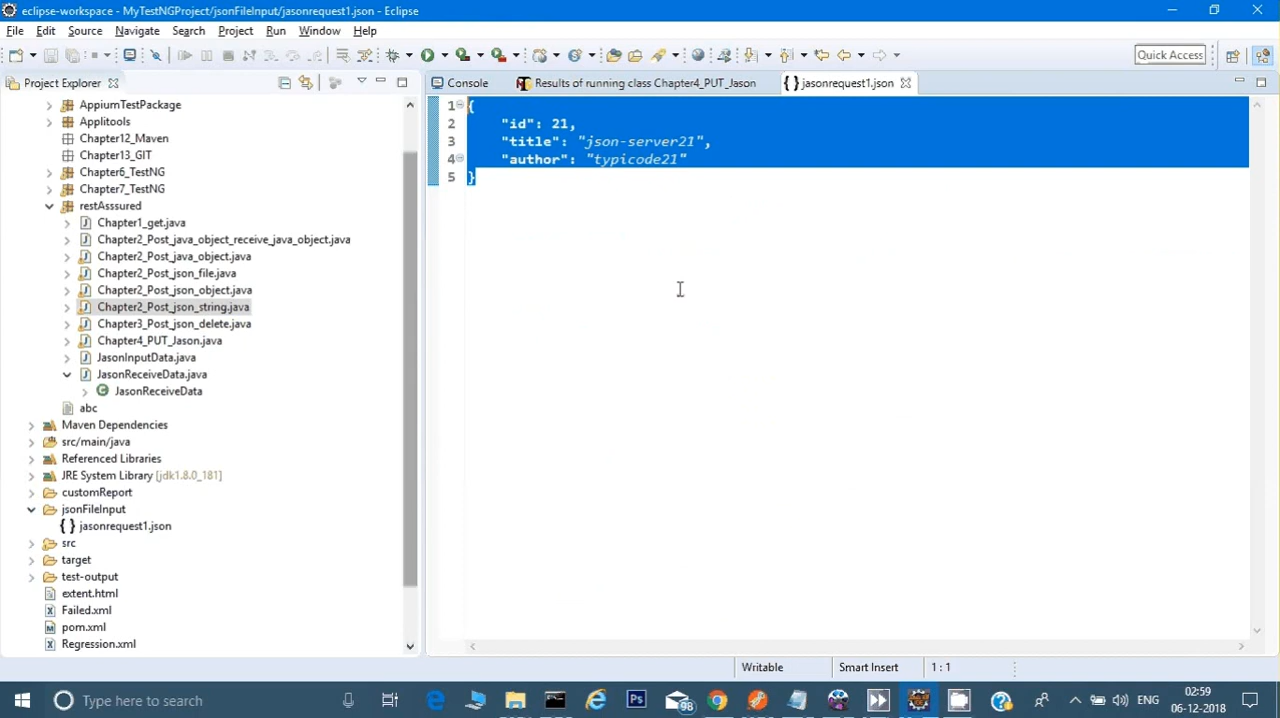 eclipse-workspace - MyTestNGProject/jsonFileInput/jasonrequest1.json - Eclipse
File Edit Source Refactor Navigate Search Project Run Window Help
Quick Access
Project Explorer
Console
Results of running class Chapter4_PUT_Jason
{ } jasonrequest1.json
AppiumTestPackage
Applitools
Chapter12_Maven
Chapter13_GIT
Chapter6_TestNG
Chapter7_TestNG
restAsssured
Chapter1_get.java
Chapter2_Post_java_object_receive_java_object.java
Chapter2_Post_java_object.java
Chapter2_Post_json_file.java
Chapter2_Post_json_object.java
Chapter2_Post_json_string.java
Chapter3_Post_json_delete.java
Chapter4_PUT_Jason.java
JasonInputData.java
JasonReceiveData.java
JasonReceiveData
abc
Maven Dependencies
src/main/java
Referenced Libraries
JRE System Library [jdk1.8.0_181]
customReport
jsonFileInput
{ } jasonrequest1.json
src
target
test-output
extent.html
Failed.xml
pom.xml
Regression.xml
1 {
2 "id": 21,
3 "title": "json-server21",
4 "author": "typicode21"
5 }
Writable
Smart Insert
1 : 1
Type here to search
98
ENG
02:59
06-12-2018